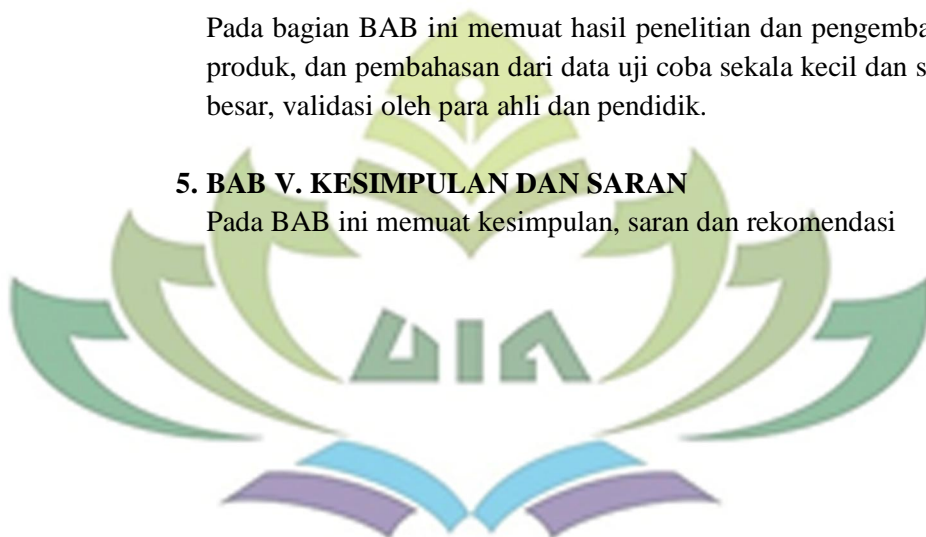 Pada bagian BAB ini memuat hasil penelitian dan pengemba
produk, dan pembahasan dari data uji coba sekala kecil dan s
besar, validasi oleh para ahli dan pendidik.
5. BAB V. KESIMPULAN DAN SARAN
Pada BAB ini memuat kesimpulan, saran dan rekomendasi
UIN